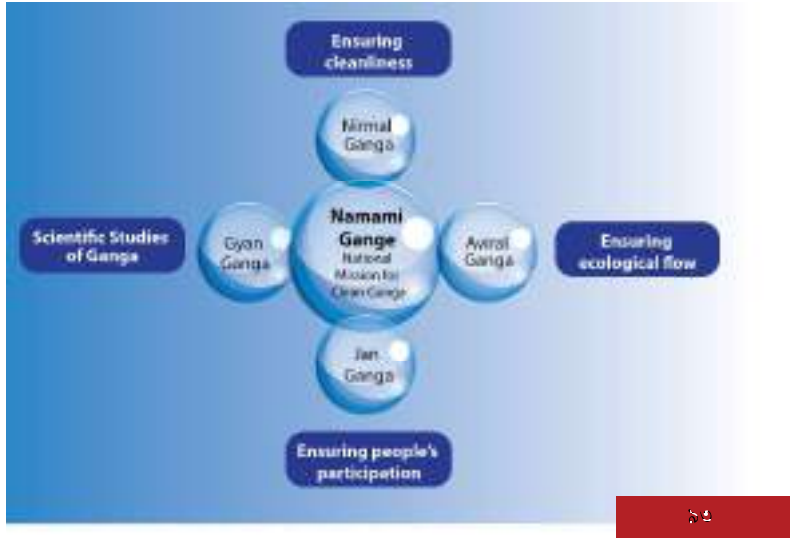 Ensuring
cleanliness
Nirmal
Ganga
Scientific Studies
of Ganga
Gyan
Ganga
Namami
Gange
National
Mission for
Clean Ganga
Aviral
Ganga
Ensuring
ecological flow
Jan
Ganga
Ensuring people's
participation